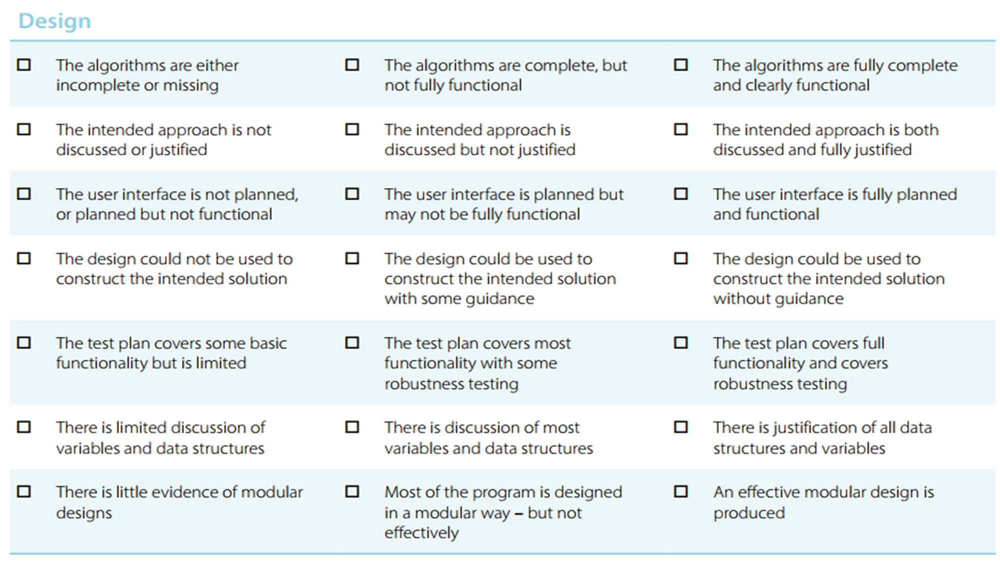 Design
The algorithms are either
incomplete or missing
The algorithms are complete, but
not fully functional
The algorithms are fully complete
and clearly functional
The intended approach is not
discussed or justified
The intended approach is
discussed but not justified
The intended approach is both
discussed and fully justified
The user interface is not planned,
or planned but not functional
The user interface is planned but
may not be fully functional
The user interface is fully planned
and functional
The design could not be used to
construct the intended solution
The design could be used to
construct the intended solution
with some guidance
The design could be used to
construct the intended solution
without guidance
The test plan covers some basic
functionality but is limited
The test plan covers most
functionality with some
robustness testing
The test plan covers full
functionality and covers
robustness testing
There is limited discussion of
variables and data structures
There is discussion of most
variables and data structures
There is justification of all data
structures and variables
There is little evidence of modular
designs
Most of the program is designed
in a modular way – but not
effectively
An effective modular design is
produced